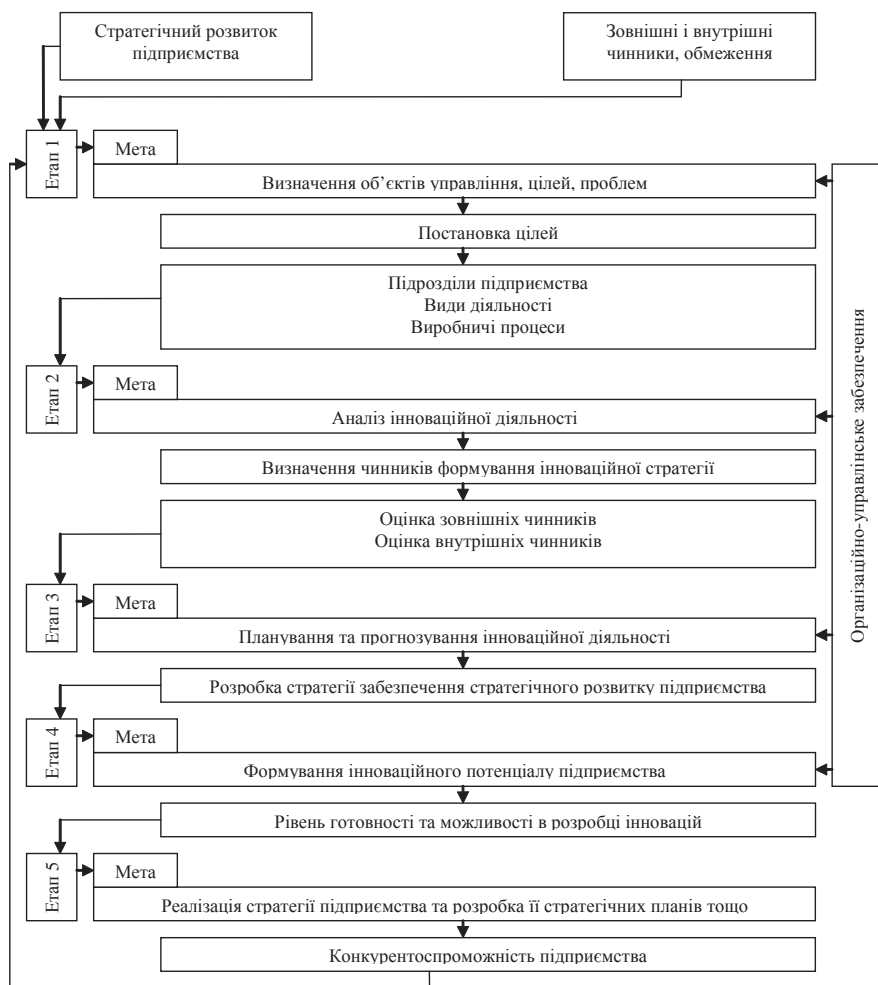 Стратегічний розвиток
підприємства
Зовнішні і внутрішні
чинники, обмеження
Етап 1
Мета
Визначення об’єктів управління, цілей, проблем
Постановка цілей
Підрозділи підприємства
Види діяльності
Виробничі процеси
Етап 2
Мета
Аналіз інноваційної діяльності
Визначення чинників формування інноваційної стратегії
Оцінка зовнішніх чинників
Оцінка внутрішніх чинників
Етап 3
Мета
Планування та прогнозування інноваційної діяльності
Розробка стратегії забезпечення стратегічного розвитку підприємства
Етап 4
Мета
Формування інноваційного потенціалу підприємства
Рівень готовності та можливості в розробці інновацій
Етап 5
Мета
Реалізація стратегії підприємства та розробка її стратегічних планів тощо
Конкурентоспроможність підприємства
Організаційно-управлінське забезпечення